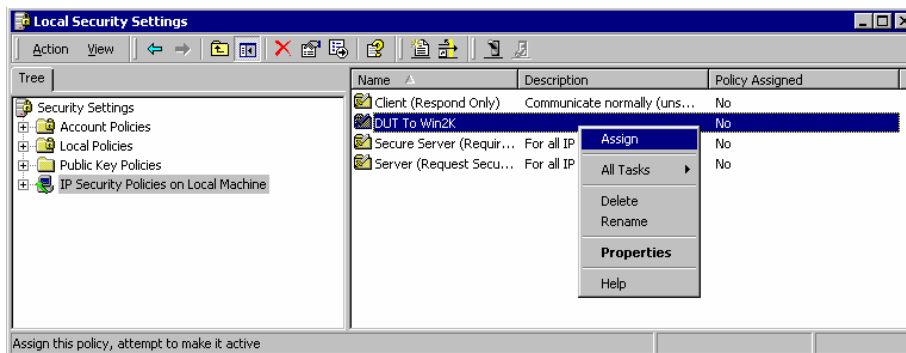 Local Security Settings
Action View
Tree
Name Description Policy Assigned
Security Settings
Account Policies
Local Policies
Public Key Policies
IP Security Policies on Local Machine
Client (Respond Only) Communicate normally (uns... No
DUT To Win2K No
Secure Server (Requir... For all IP No
Server (Request Secu... For all IP No
Assign
All Tasks
Delete
Rename
Properties
Help
Assign this policy, attempt to make it active